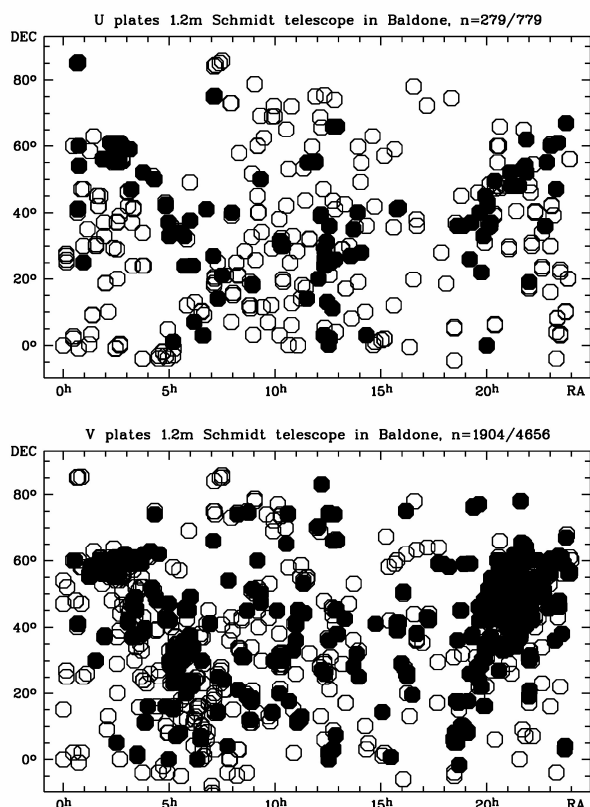 U plates 1.2m Schmidt telescope in Baldone, n=279/779
DEC
80°
60°
40°
20°
0°
0h 5h 10h 15h 20h RA
V plates 1.2m Schmidt telescope in Baldone, n=1904/4656
DEC
80°
60°
40°
20°
0°
0h 5h 10h 15h 20h RA